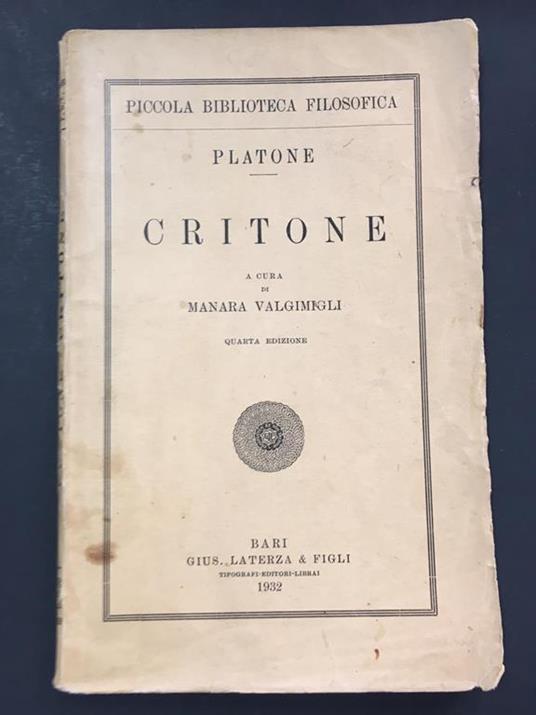 PICCOLA BIBLIOTECA FILOSOFICA
PLATONE
CRITONE
A CURA
DI
MANARA VALGIMIGLI
QUARTA EDIZIONE
BARI
GIUS. LATERZA & FIGLI
TIPOGRAFI-EDITORI-LIBRAI
1932